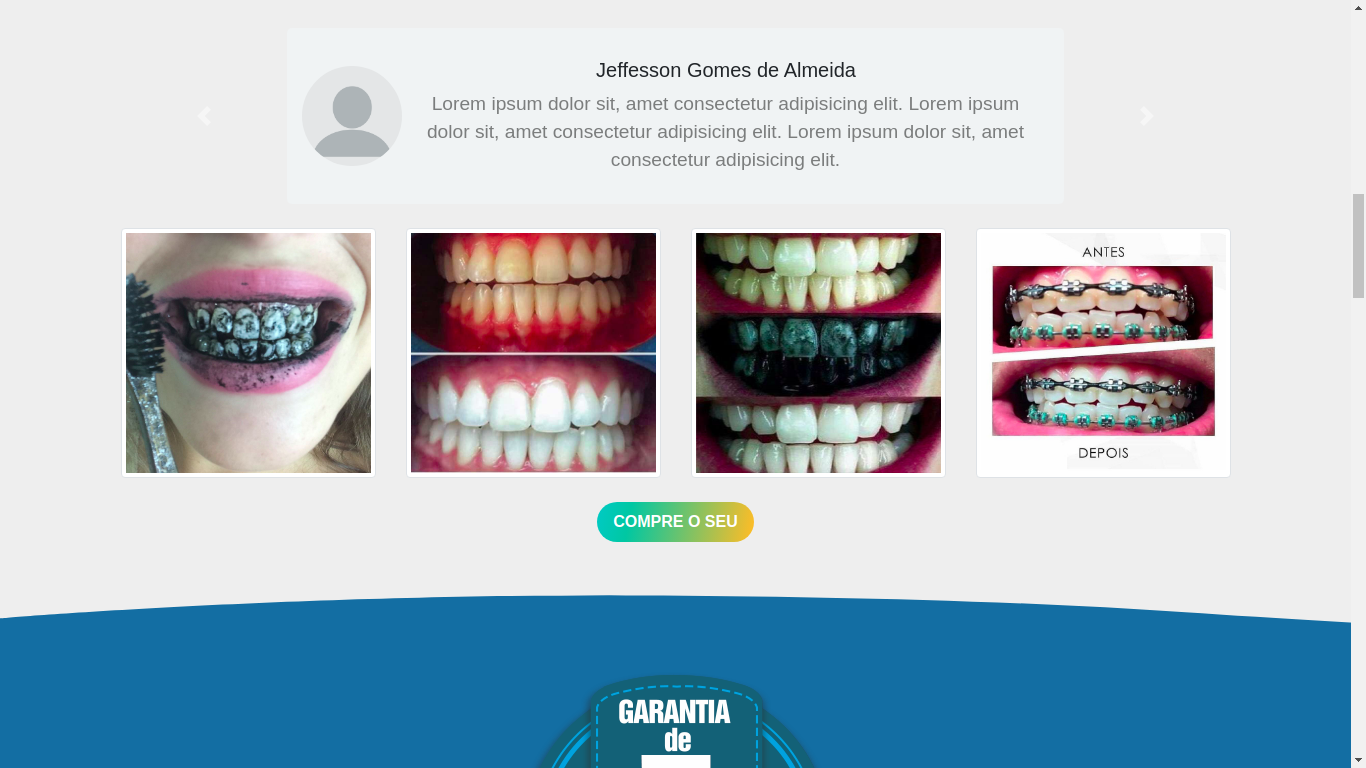 Jeffesson Gomes de Almeida
Lorem ipsum dolor sit, amet consectetur adipisicing elit. Lorem ipsum
dolor sit, amet consectetur adipisicing elit. Lorem ipsum dolor sit, amet
consectetur adipisicing elit.
ANTES
DEPOIS
COMPRE O SEU
GARANTIA
de